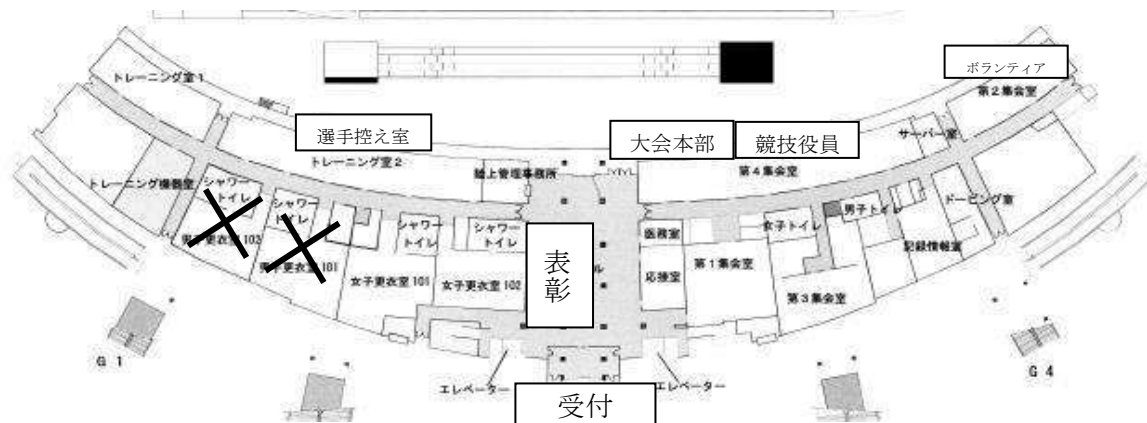 ボランティア
トレーニング室1
第2集会室
選手控え室
大会本部
競技役員
サーバー室
トレーニング室2
陸上管理事務所
第4集会室
トレーニング機器室
シャワー
トイレ
シャワー
トイレ
シャワー
トイレ
シャワー
トイレ
医務室
女子トイレ
男子トイレ
ドーピング室
男子更衣室102
男子更衣室101
女子更衣室101
女子更衣室102
表彰
ル
応接室
第1集会室
第3集会室
記録情報室
G1
エレベーター
エレベーター
G4
受付